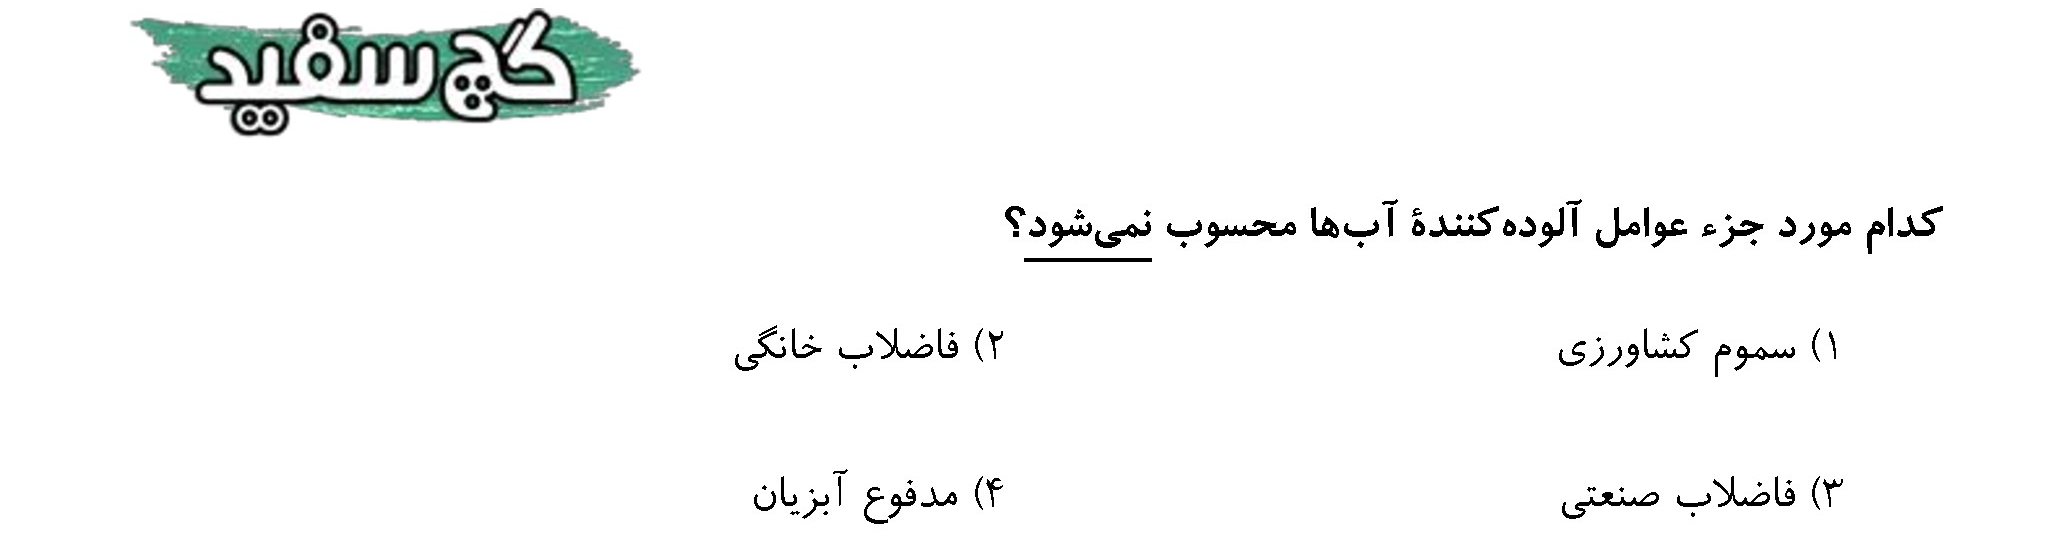 گچ سفید
کدام مورد جزء عوامل آلوده‌کنندهٔ آب‌ها محسوب نمی‌شود؟
۱) سموم کشاورزی
۲) فاضلاب خانگی
۳) فاضلاب صنعتی
۴) مدفوع آبزیان